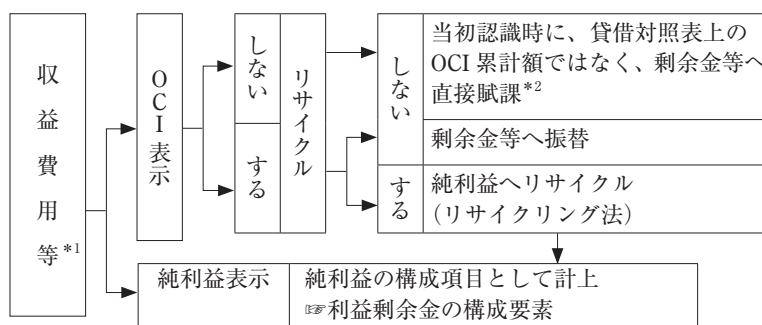 収益費用等*1
OCI表示
しない
する
リサイクル
しない
当初認識時に、貸借対照表上の
OCI 累計額ではなく、剰余金等へ
直接賦課*2
剰余金等へ振替
する
純利益へリサイクル
(リサイクリング法)
純利益表示
純利益の構成項目として計上
☞利益剰余金の構成要素